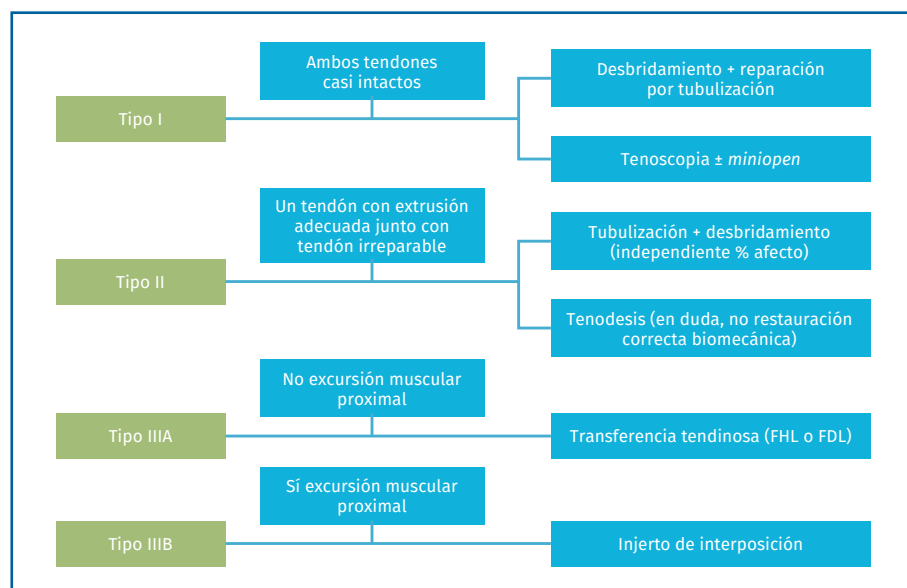 Ambos tendones
casi intactos
Tipo I
Desbridamiento + reparación
por tubulización
Tenoscopia ± miniopen
Un tendón con extrusión
adecuada junto con
tendón irreparable
Tipo II
Tubulización + desbridamiento
(independiente % afecto)
Tenodesis (en duda, no restauración
correcta biomecánica)
No excursión muscular
proximal
Tipo IIIA
Transferencia tendinosa (FHL o FDL)
Sí excursión muscular
proximal
Tipo IIIB
Injerto de interposición